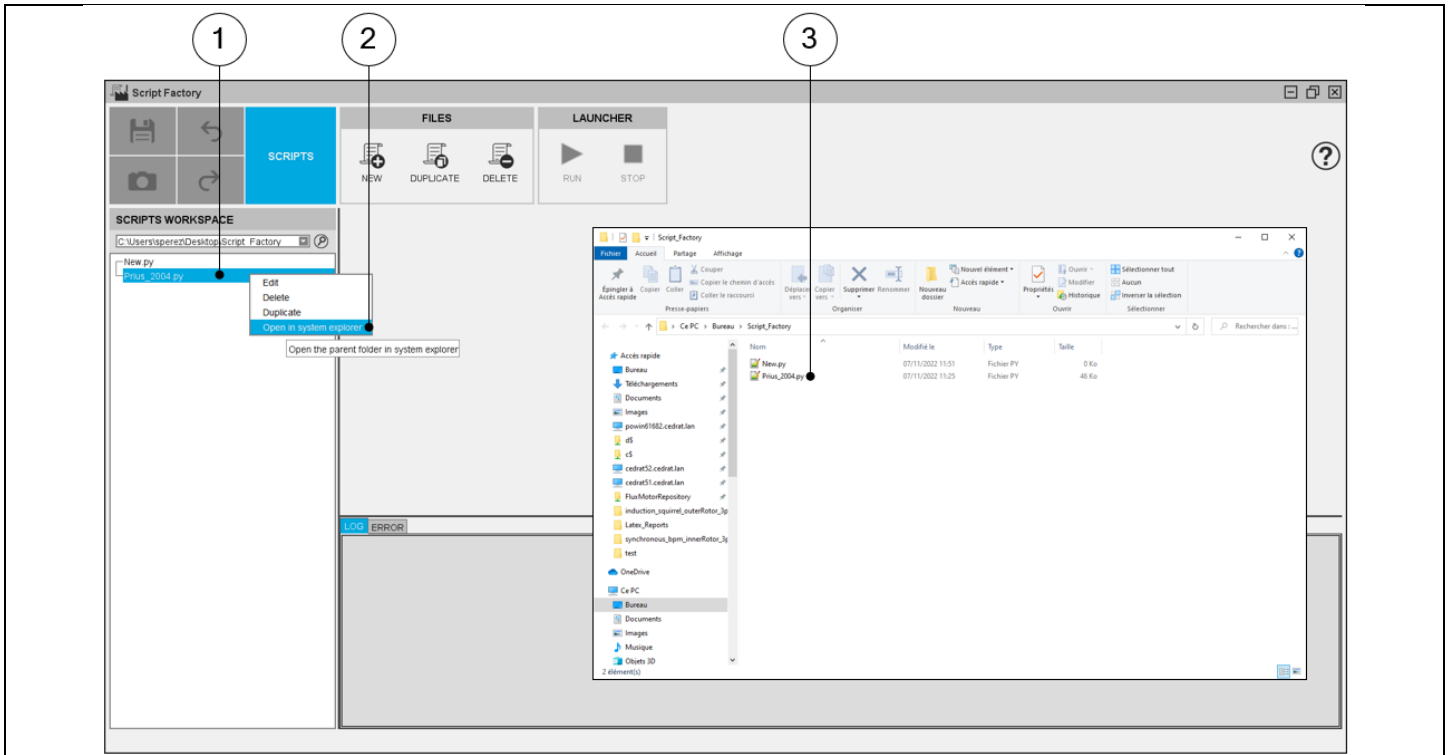 1 2 3
Script Factory
FILES LAUNCHER
SCRIPTS
NEW DUPLICATE DELETE RUN STOP
?
SCRIPTS WORKSPACE
C:\Users\sperez\Desktop\Script_Factory
New.py
Prius_2004.py
Edit
Delete
Duplicate
Open in system explorer
Open the parent folder in system explorer
LOG ERROR
Script_Factory
Fichier Accueil Partage Affichage
Épingler à Accès rapide
Copier
Coller
Couper
Copier le chemin d'accès
Coller le raccourci
Presse-papiers
Déplacer vers
Copier vers
Supprimer
Renommer
Organiser
Nouveau dossier
Nouvel élément
Accès rapide
Nouveau
Propriétés
Ouvrir
Modifier
Historique
Ouvrir
Sélectionner tout
Aucun
Inverser la sélection
Sélectionner
Ce PC > Bureau > Script_Factory
Rechercher dans : ...
Nom Modifié le Type Taille
New.py 07/11/2022 11:51 Fichier PY 0 Ko
Prius_2004.py 07/11/2022 11:25 Fichier PY 46 Ko
Accès rapide
Bureau
Téléchargements
Documents
Images
powin61682.cedrat.lan
d$
c$
cedrat52.cedrat.lan
cedrat51.cedrat.lan
FluxMotorRepository
induction_squirrel_outerRotor_3p
Latex_Reports
synchronous_bpm_innerRotor_3p
test
OneDrive
Ce PC
Bureau
Documents
Images
Musique
Objets 3D
2 élément(s)